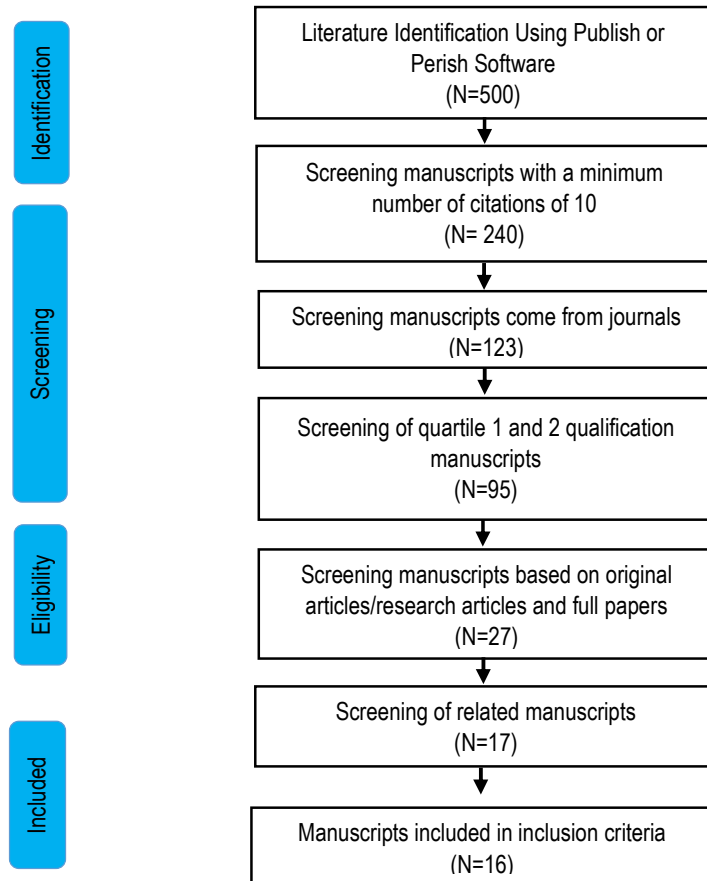 Identification
Literature Identification Using Publish or
Perish Software
(N=500)
Screening manuscripts with a minimum
number of citations of 10
(N= 240)
Screening
Screening manuscripts come from journals
(N=123)
Screening of quartile 1 and 2 qualification
manuscripts
(N=95)
Eligibility
Screening manuscripts based on original
articles/research articles and full papers
(N=27)
Included
Screening of related manuscripts
(N=17)
Manuscripts included in inclusion criteria
(N=16)